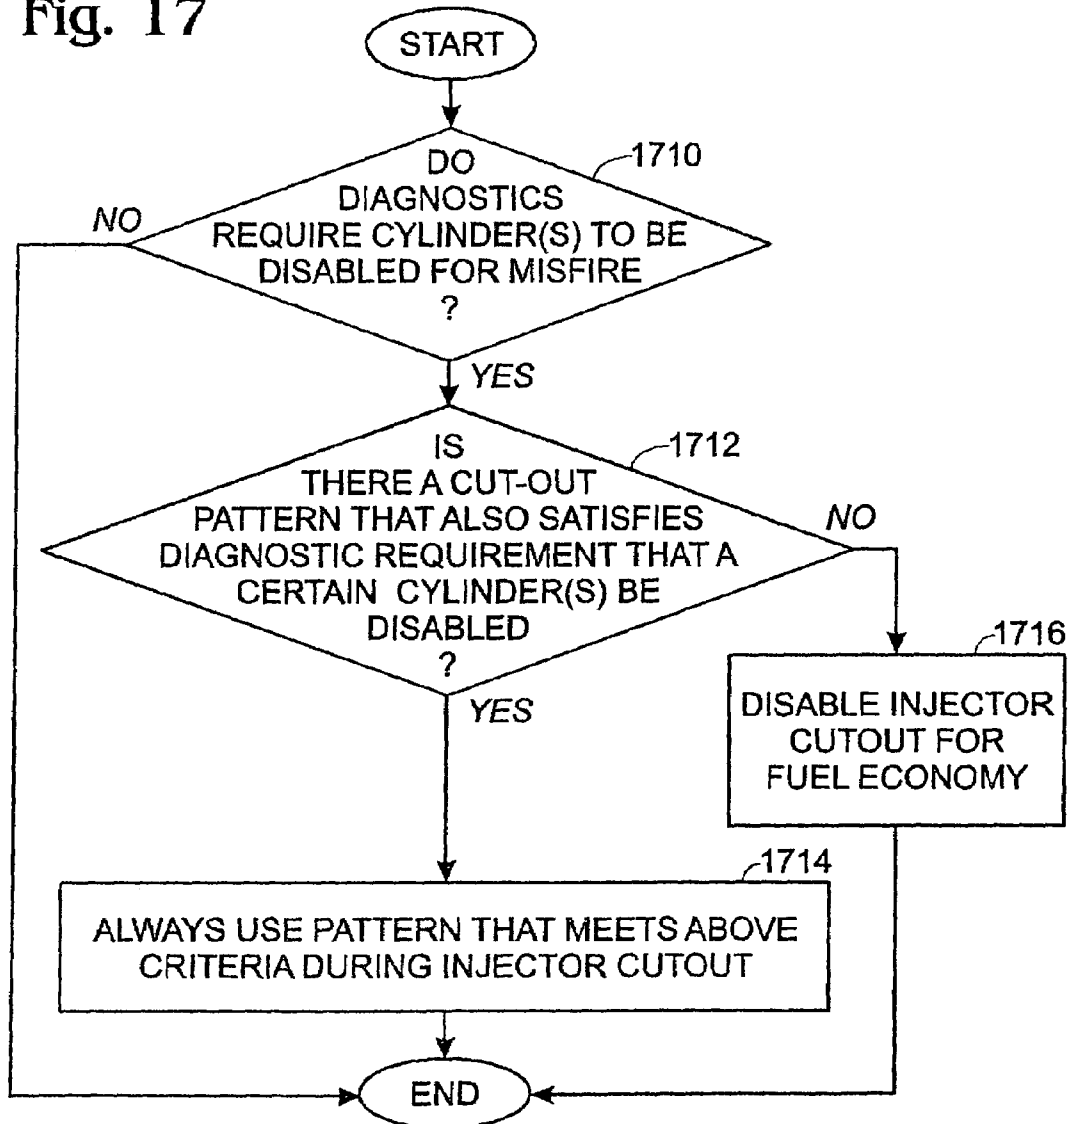 Fig. 17
START
1710
DO
DIAGNOSTICS
REQUIRE CYLINDER(S) TO BE
DISABLED FOR MISFIRE
?
NO
YES
1712
IS
THERE A CUT-OUT
PATTERN THAT ALSO SATISFIES
DIAGNOSTIC REQUIREMENT THAT A
CERTAIN CYLINDER(S) BE
DISABLED
?
NO
YES
1716
DISABLE INJECTOR
CUTOUT FOR
FUEL ECONOMY
1714
ALWAYS USE PATTERN THAT MEETS ABOVE
CRITERIA DURING INJECTOR CUTOUT
END